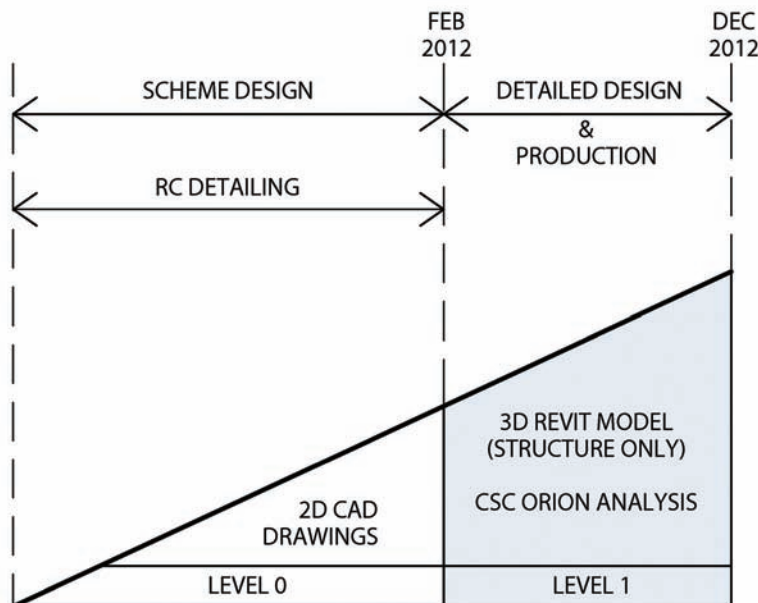 FEB
2012
DEC
2012
SCHEME DESIGN
DETAILED DESIGN
&
PRODUCTION
RC DETAILING
3D REVIT MODEL
(STRUCTURE ONLY)
2D CAD
DRAWINGS
CSC ORION ANALYSIS
LEVEL 0
LEVEL 1